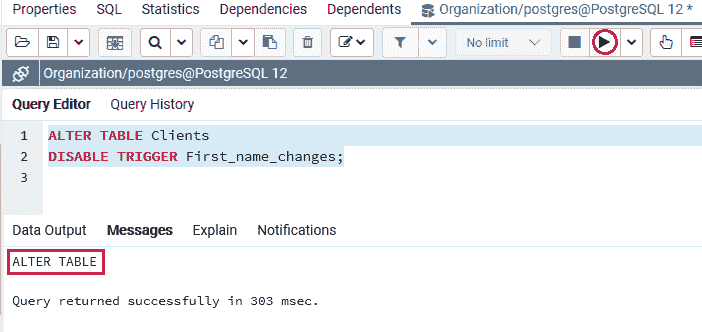 Properties SQL Statistics Dependencies Dependents Organization/postgres@PostgreSQL 12 *
No limit
Organization/postgres@PostgreSQL 12
Query Editor Query History
1 ALTER TABLE Clients
2 DISABLE TRIGGER First_name_changes;
3
Data Output Messages Explain Notifications
ALTER TABLE
Query returned successfully in 303 msec.